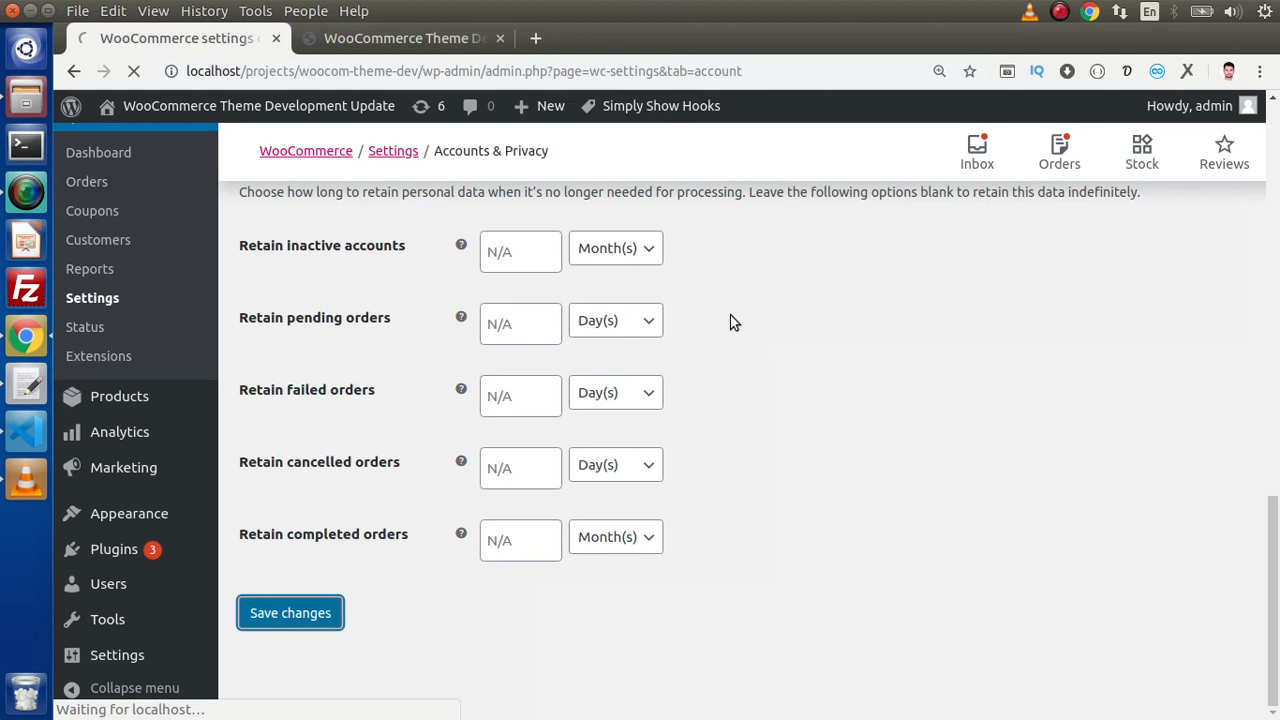 File Edit View History Tools People Help
En
WooCommerce settings
WooCommerce Theme De
localhost/projects/woocom-theme-dev/wp-admin/admin.php?page=wc-settings&tab=account
IQ
WooCommerce Theme Development Update 6 0 New Simply Show Hooks Howdy, admin
Dashboard
Orders
Coupons
Customers
Reports
Settings
Status
Extensions
Products
Analytics
Marketing
Appearance
Plugins 3
Users
Tools
Settings
Collapse menu
WooCommerce / Settings / Accounts & Privacy
Inbox Orders Stock Reviews
Choose how long to retain personal data when it's no longer needed for processing. Leave the following options blank to retain this data indefinitely.
Retain inactive accounts N/A Month(s)
Retain pending orders N/A Day(s)
Retain failed orders N/A Day(s)
Retain cancelled orders N/A Day(s)
Retain completed orders N/A Month(s)
Save changes
Waiting for localhost…